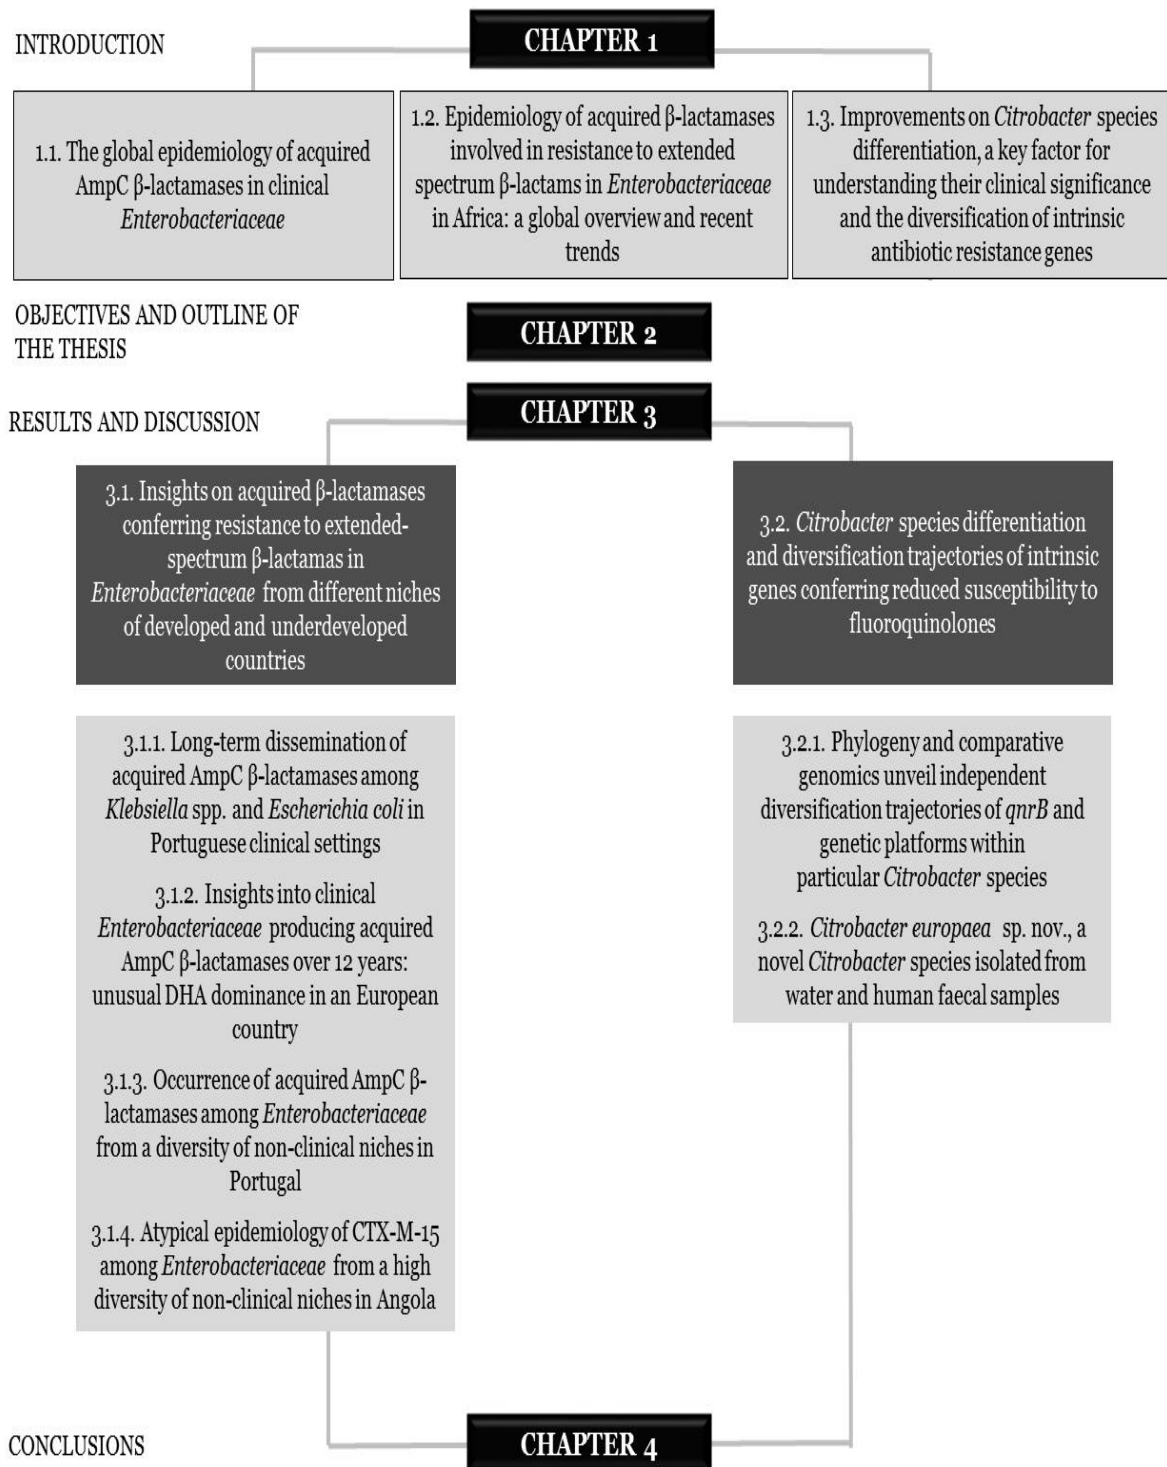 INTRODUCTION
CHAPTER 1
1.1. The global epidemiology of acquired
AmpC β-lactamases in clinical
Enterobacteriaceae
1.2. Epidemiology of acquired β-lactamases
involved in resistance to extended
spectrum β-lactams in Enterobacteriaceae
in Africa: a global overview and recent
trends
1.3. Improvements on Citrobacter species
differentiation, a key factor for
understanding their clinical significance
and the diversification of intrinsic
antibiotic resistance genes
OBJECTIVES AND OUTLINE OF
THE THESIS
CHAPTER 2
RESULTS AND DISCUSSION
CHAPTER 3
3.1. Insights on acquired β-lactamases
conferring resistance to extended-
spectrum β-lactamas in
Enterobacteriaceae from different niches
of developed and underdeveloped
countries
3.1.1. Long-term dissemination of
acquired AmpC β-lactamases among
Klebsiella spp. and Escherichia coli in
Portuguese clinical settings
3.1.2. Insights into clinical
Enterobacteriaceae producing acquired
AmpC β-lactamases over 12 years:
unusual DHA dominance in an European
country
3.1.3. Occurrence of acquired AmpC β-
lactamases among Enterobacteriaceae
from a diversity of non-clinical niches in
Portugal
3.1.4. Atypical epidemiology of CTX-M-15
among Enterobacteriaceae from a high
diversity of non-clinical niches in Angola
3.2. Citrobacter species differentiation
and diversification trajectories of intrinsic
genes conferring reduced susceptibility to
fluoroquinolones
3.2.1. Phylogeny and comparative
genomics unveil independent
diversification trajectories of qnrB and
genetic platforms within
particular Citrobacter species
3.2.2. Citrobacter europaea sp. nov., a
novel Citrobacter species isolated from
water and human faecal samples
CONCLUSIONS
CHAPTER 4